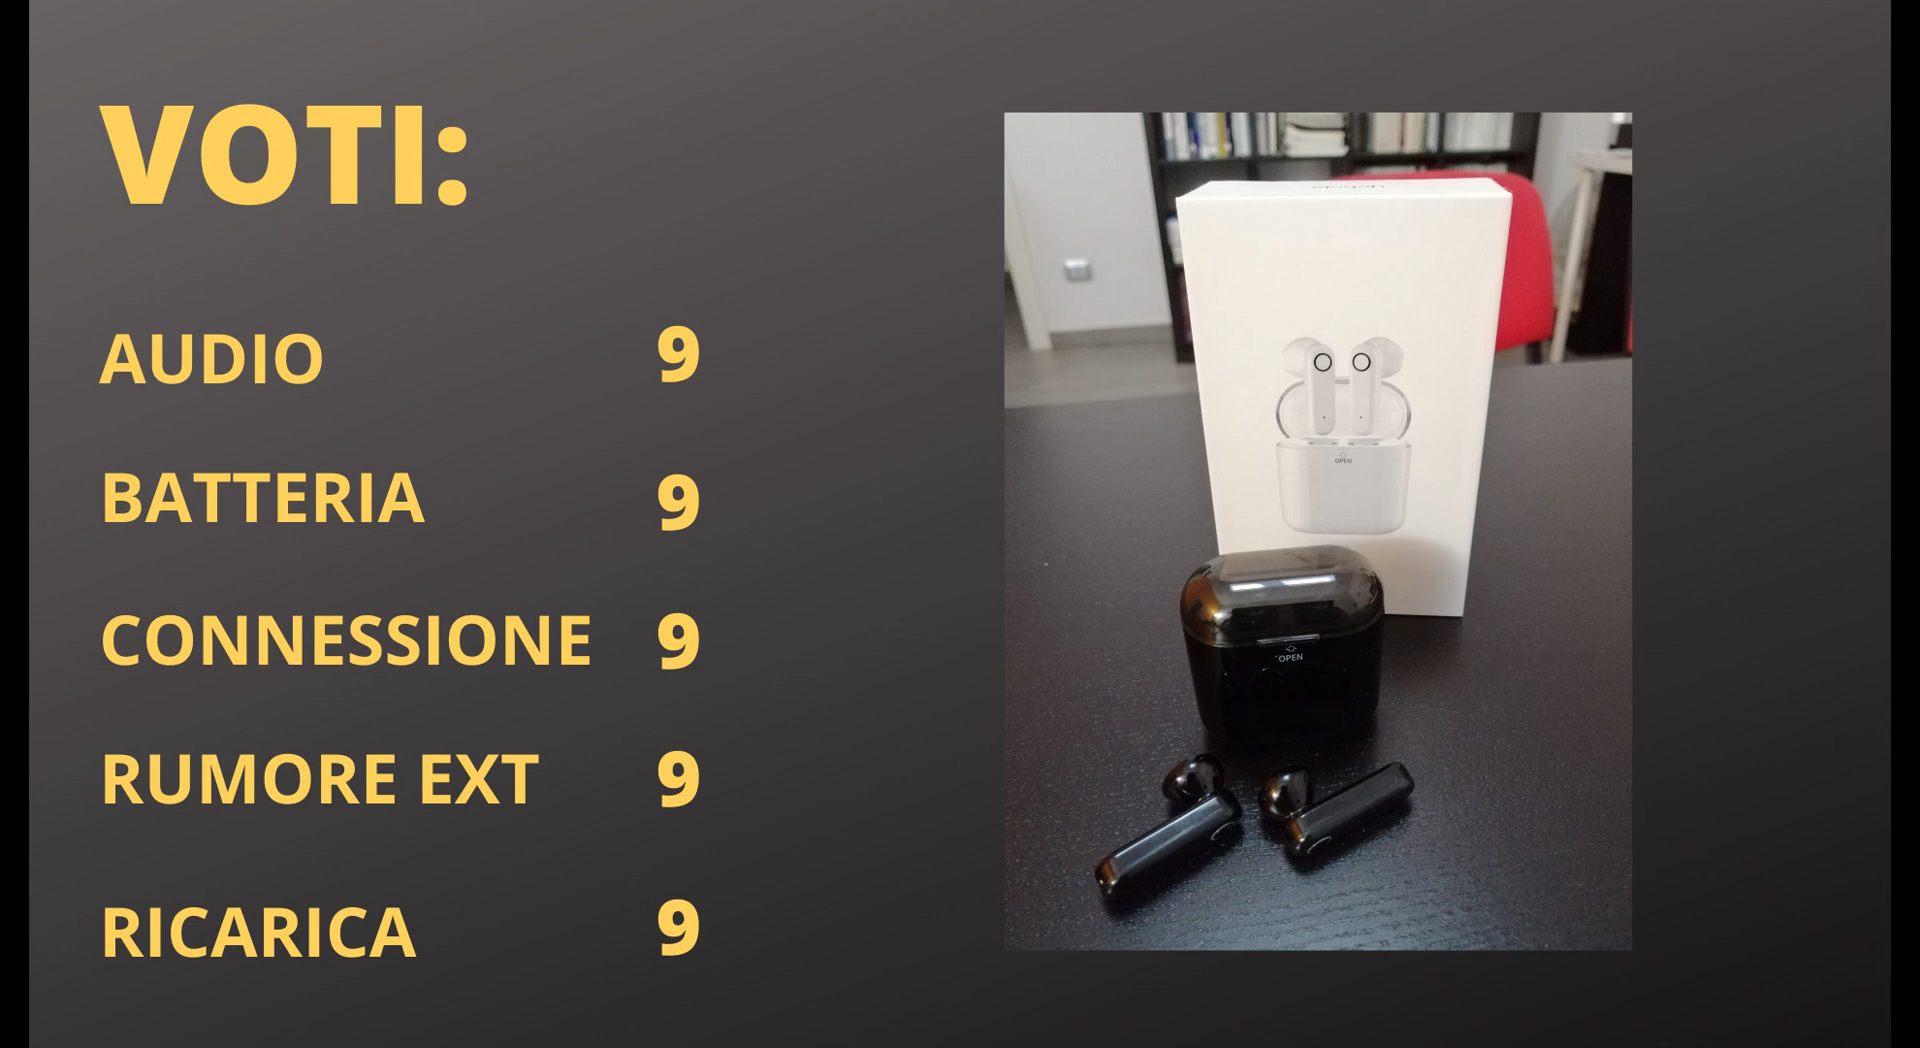 VOTI:
AUDIO 9
BATTERIA 9
CONNESSIONE 9
RUMORE EXT 9
RICARICA 9
OPEN
OPEN